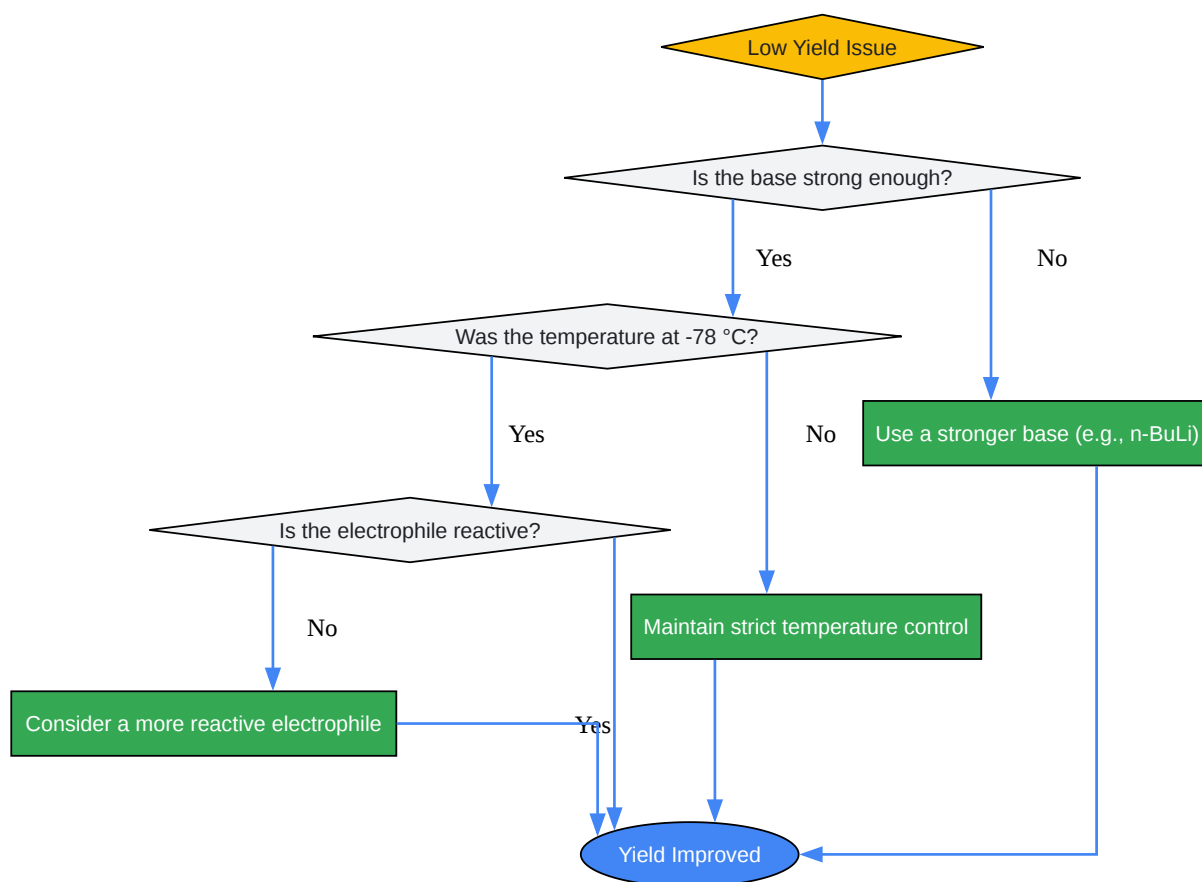 Low Yield Issue
Is the base strong enough?
Yes
No
Was the temperature at -78 °C?
Yes
No
Use a stronger base (e.g., n-BuLi)
Is the electrophile reactive?
No
Maintain strict temperature control
Consider a more reactive electrophile
Yes
Yield Improved